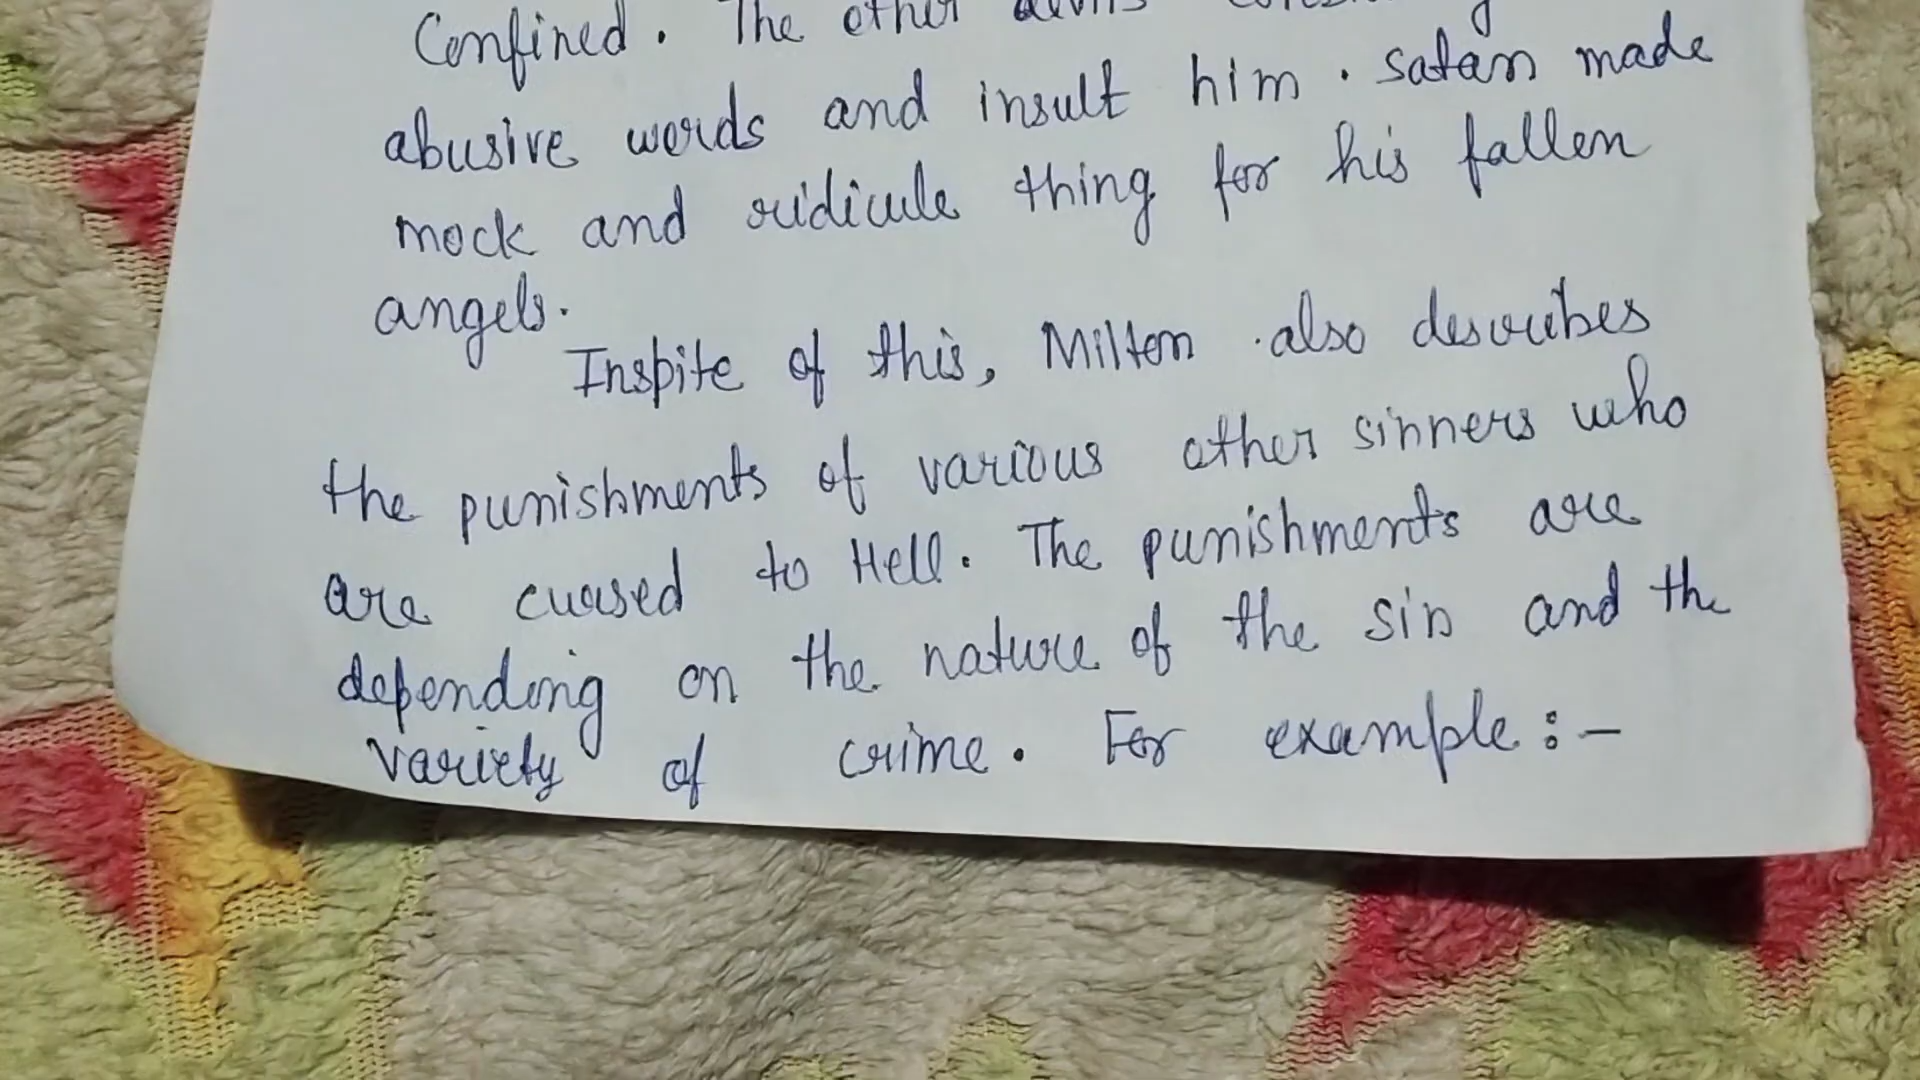 Confined. The other
abusive words and insult him. Satan made
mock and ridicule thing for his fallen
angels.
Inspite of this, Milton also describes
the punishments of various other sinners who
are cursed to Hell. The punishments are
depending on the nature of the sin and the
variety of crime. For example:-